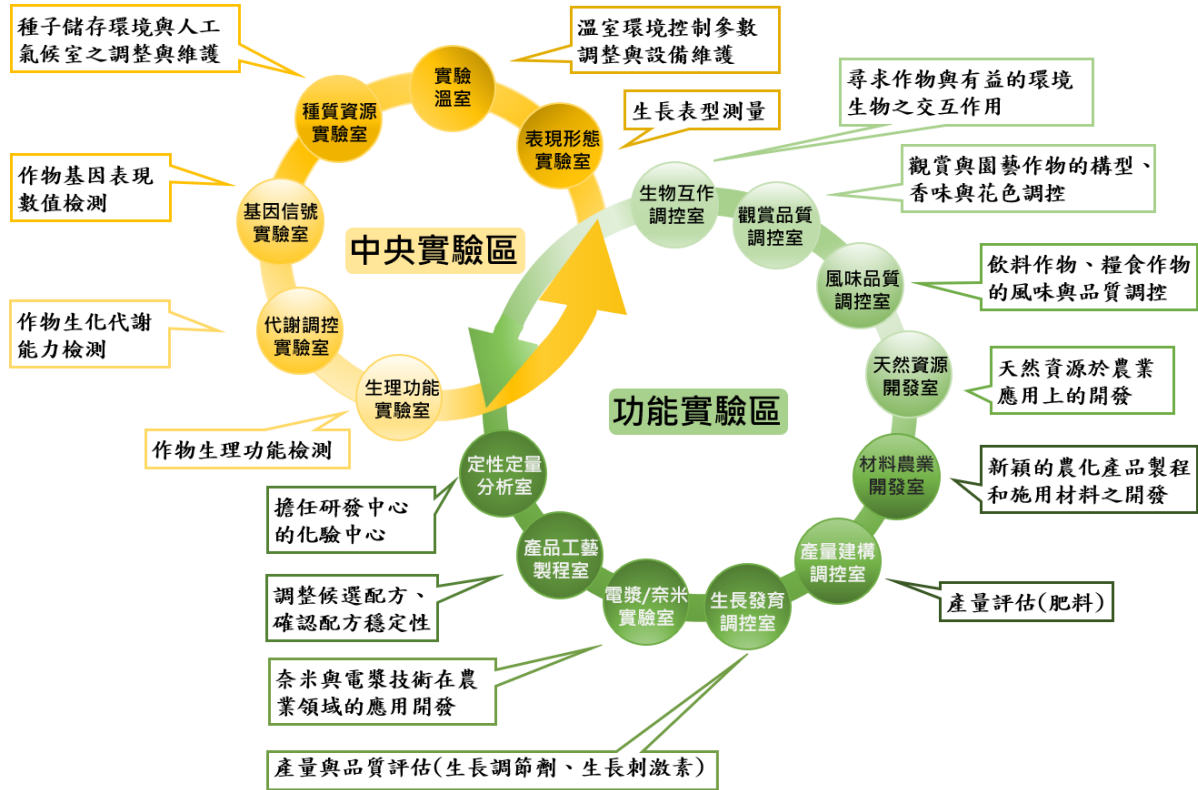 種子儲存環境與人工
氣候室之調整與維護
溫室環境控制參數
調整與設備維護
生長表型測量
作物基因表現
數值檢測
作物生化代謝
能力檢測
作物生理功能檢測
實驗
溫室
種質資源
實驗室
表現形態
實驗室
基因信號
實驗室
代謝調控
實驗室
生理功能
實驗室
中央實驗區
尋求作物與有益的環境
生物之交互作用
觀賞與園藝作物的構型、
香味與花色調控
飲料作物、糧食作物
的風味與品質調控
天然資源於農業
應用上的開發
新穎的農化產品製程
和施用材料之開發
產量評估(肥料)
生物互作
調控室
觀賞品質
調控室
風味品質
調控室
天然資源
開發室
材料農業
開發室
產量建構
調控室
生長發育
調控室
電漿/奈米
實驗室
產品工藝
製程室
定性定量
分析室
功能實驗區
擔任研發中心
的化驗中心
調整候選配方、
確認配方穩定性
奈米與電漿技術在農
業領域的應用開發
產量與品質評估(生長調節劑、生長刺激素)